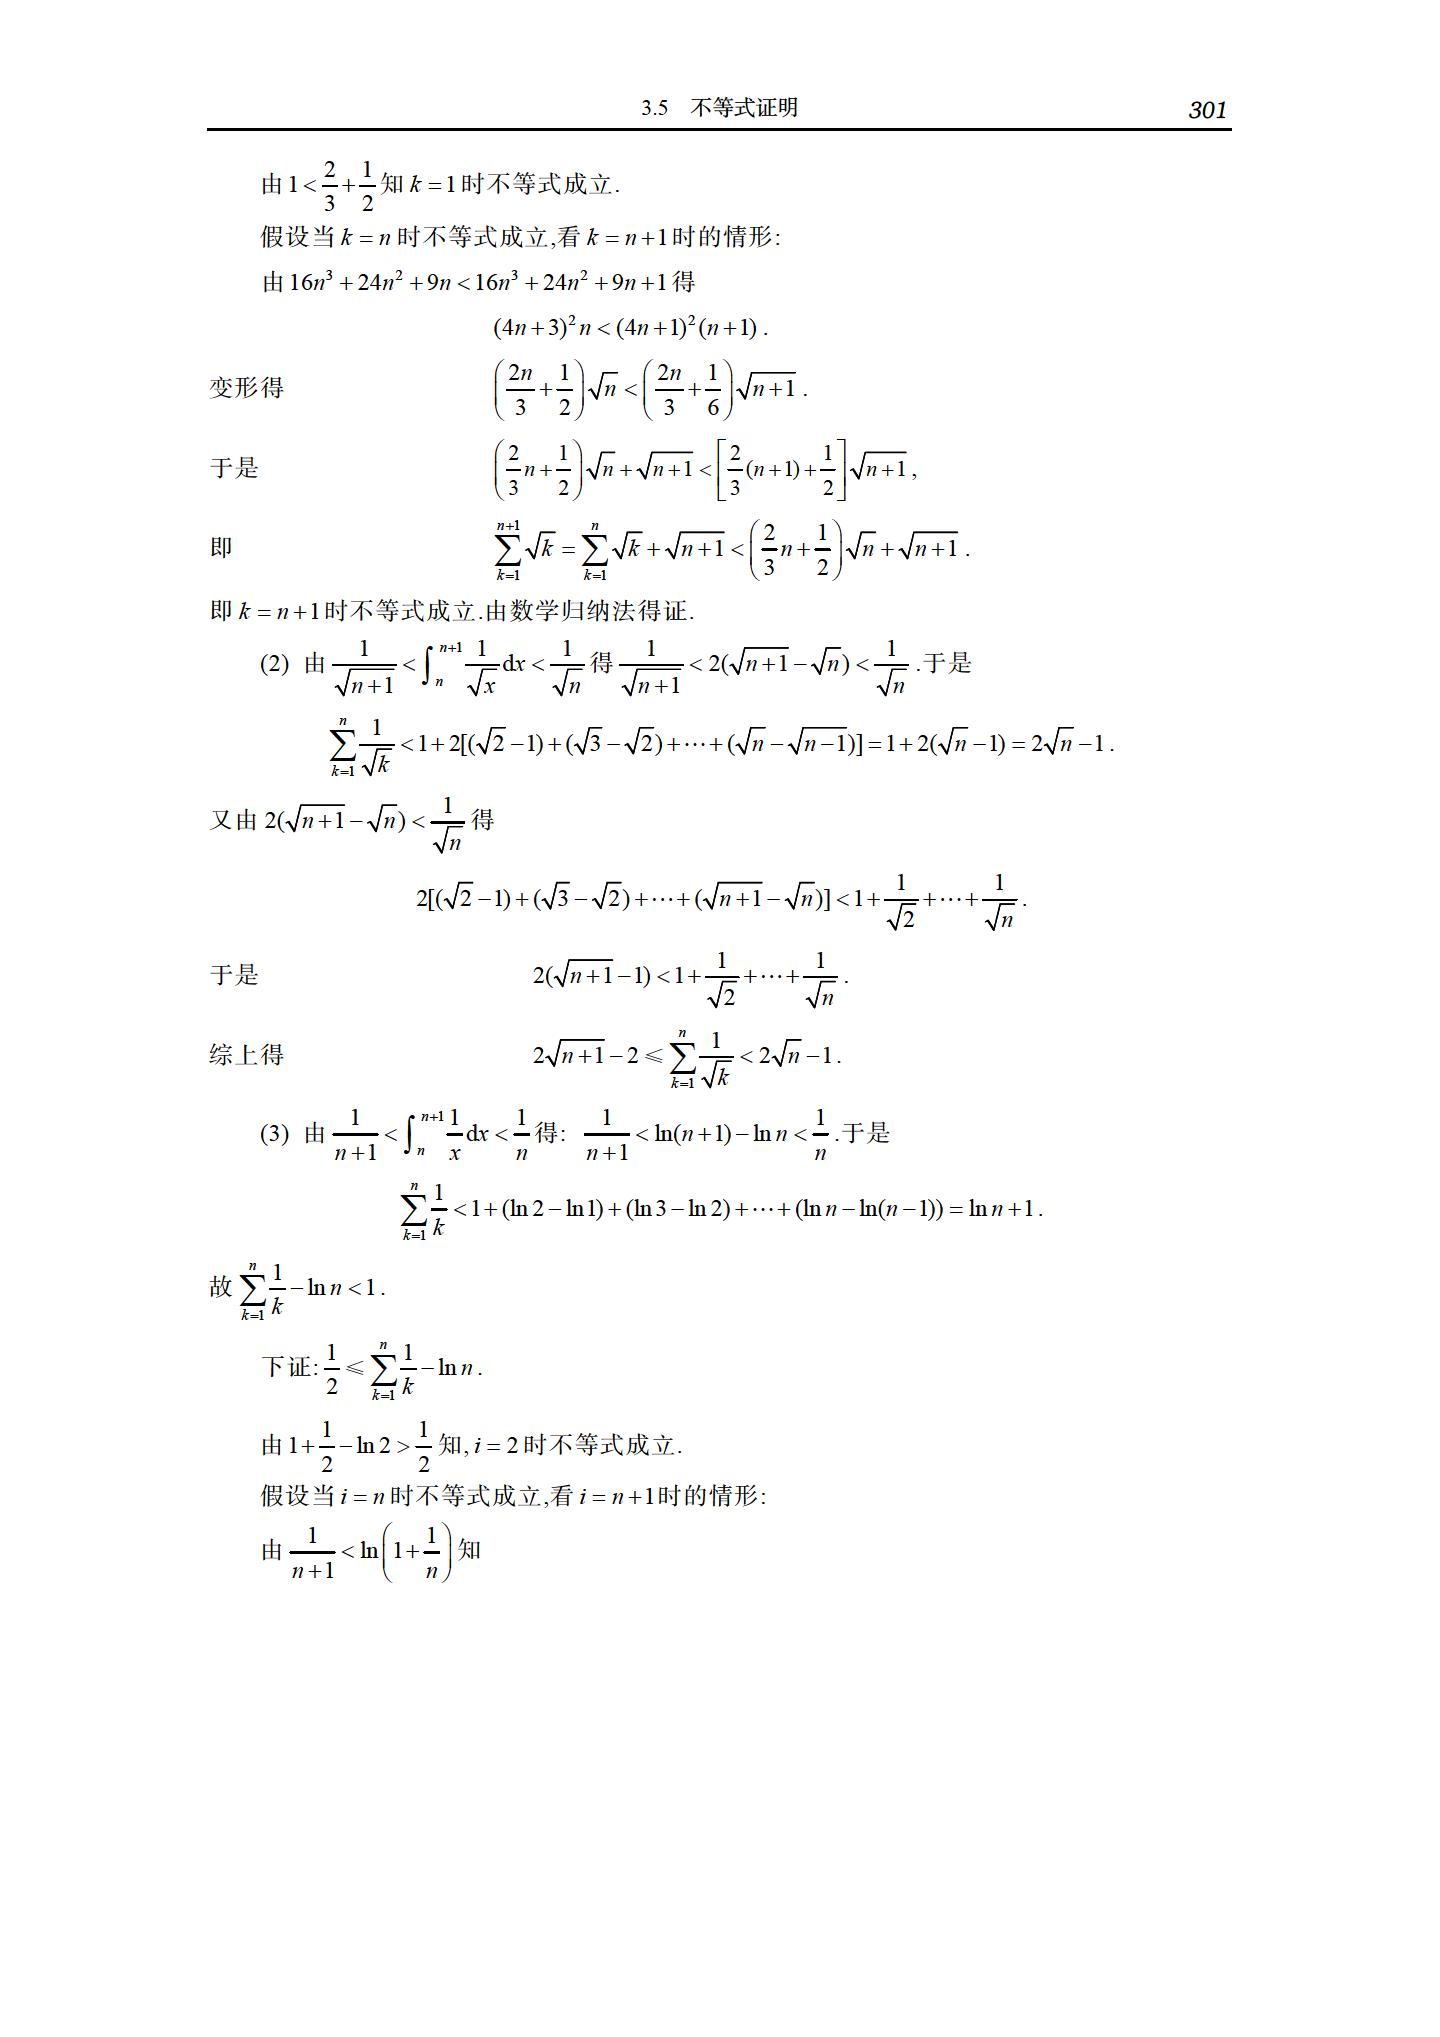 3.5 不等式证明 301
由 $1<\frac{2}{3}+\frac{1}{2}$ 知 $k=1$ 时不等式成立.
假设当 $k=n$ 时不等式成立,看 $k=n+1$ 时的情形:
由 $16n^3+24n^2+9n<16n^3+24n^2+9n+1$ 得
$(4n+3)^2n<(4n+1)^2(n+1)$ .
变形得 $\left(\frac{2n}{3}+\frac{1}{2}\right)\sqrt{n}<\left(\frac{2n}{3}+\frac{1}{6}\right)\sqrt{n+1}$ .
于是 $\left(\frac{2}{3}n+\frac{1}{2}\right)\sqrt{n}+\sqrt{n+1}<\left[\frac{2}{3}(n+1)+\frac{1}{2}\right]\sqrt{n+1}$ ,
即 $\sum_{k=1}^{n+1}\sqrt{k}=\sum_{k=1}^{n}\sqrt{k}+\sqrt{n+1}<\left(\frac{2}{3}n+\frac{1}{2}\right)\sqrt{n}+\sqrt{n+1}$ .
即 $k=n+1$ 时不等式成立.由数学归纳法得证.
(2) 由 $\frac{1}{\sqrt{n+1}}<\int_{n}^{n+1}\frac{1}{\sqrt{x}}\mathrm{d}x<\frac{1}{\sqrt{n}}$ 得 $\frac{1}{\sqrt{n+1}}<2(\sqrt{n+1}-\sqrt{n})<\frac{1}{\sqrt{n}}$ .于是
$\sum_{k=1}^{n}\frac{1}{\sqrt{k}}<1+2[(\sqrt{2}-1)+(\sqrt{3}-\sqrt{2})+\cdots+(\sqrt{n}-\sqrt{n-1})]=1+2(\sqrt{n}-1)=2\sqrt{n}-1$ .
又由 $2(\sqrt{n+1}-\sqrt{n})<\frac{1}{\sqrt{n}}$ 得
$2[(\sqrt{2}-1)+(\sqrt{3}-\sqrt{2})+\cdots+(\sqrt{n+1}-\sqrt{n})]<1+\frac{1}{\sqrt{2}}+\cdots+\frac{1}{\sqrt{n}}$ .
于是 $2(\sqrt{n+1}-1)<1+\frac{1}{\sqrt{2}}+\cdots+\frac{1}{\sqrt{n}}$ .
综上得 $2\sqrt{n+1}-2\leqslant\sum_{k=1}^{n}\frac{1}{\sqrt{k}}<2\sqrt{n}-1$ .
(3) 由 $\frac{1}{n+1}<\int_{n}^{n+1}\frac{1}{x}\mathrm{d}x<\frac{1}{n}$ 得: $\frac{1}{n+1}<\ln(n+1)-\ln n<\frac{1}{n}$ .于是
$\sum_{k=1}^{n}\frac{1}{k}<1+(\ln 2-\ln 1)+(\ln 3-\ln 2)+\cdots+(\ln n-\ln(n-1))=\ln n+1$ .
故 $\sum_{k=1}^{n}\frac{1}{k}-\ln n<1$ .
下证: $\frac{1}{2}\leqslant\sum_{k=1}^{n}\frac{1}{k}-\ln n$ .
由 $1+\frac{1}{2}-\ln 2>\frac{1}{2}$ 知, $i=2$ 时不等式成立.
假设当 $i=n$ 时不等式成立,看 $i=n+1$ 时的情形:
由 $\frac{1}{n+1}<\ln\left(1+\frac{1}{n}\right)$ 知